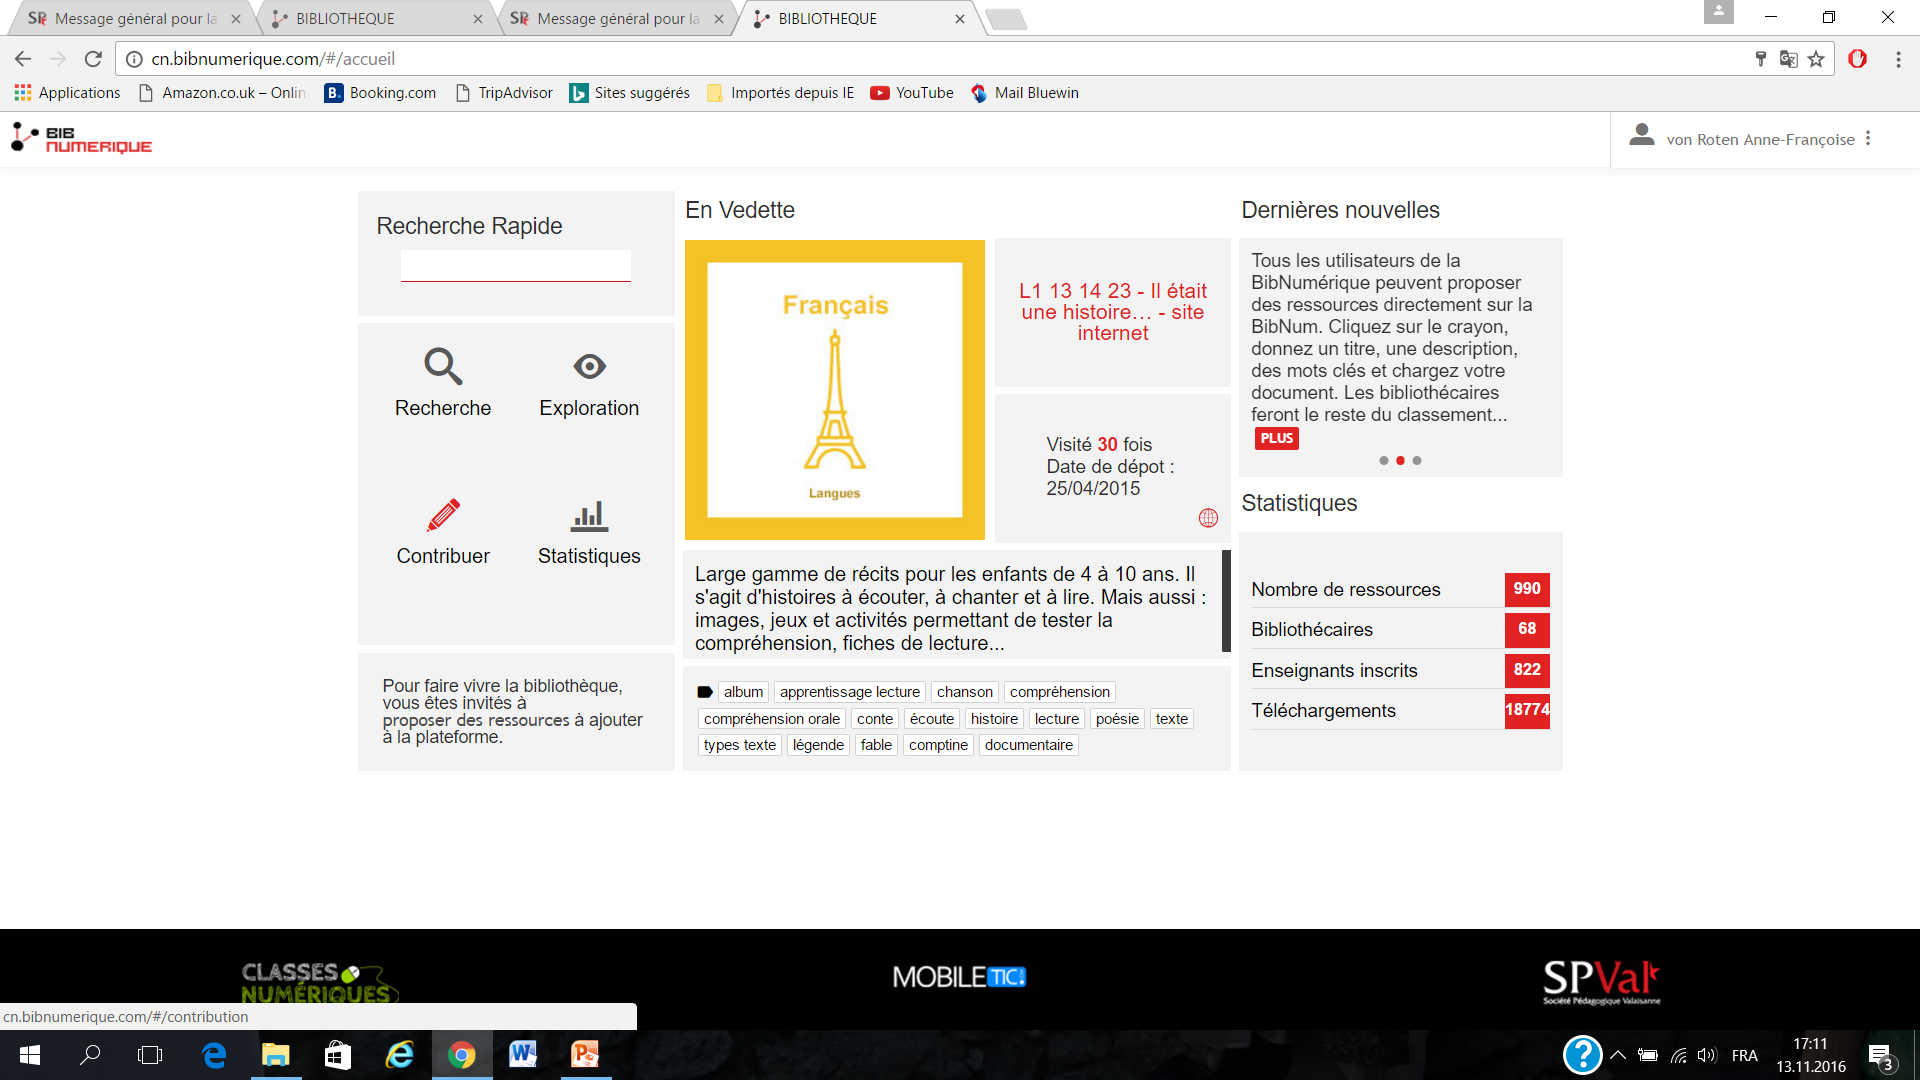 Message général pour la
BIBLIOTHEQUE
Message général pour la
BIBLIOTHEQUE
cn.bibnumerique.com/#/accueil
Applications
Amazon.co.uk – Onlin
Booking.com
TripAdvisor
Sites suggérés
Importés depuis IE
YouTube
Mail Bluewin
BIB
NUMERIQUE
von Roten Anne-Françoise
Recherche Rapide
Recherche
Exploration
Contribuer
Statistiques
Pour faire vivre la bibliothèque,
vous êtes invités à
proposer des ressources à ajouter
à la plateforme.
En Vedette
Français
Langues
L1 13 14 23 - Il était
une histoire… - site
internet
Visité 30 fois
Date de dépot :
25/04/2015
Large gamme de récits pour les enfants de 4 à 10 ans. Il
s'agit d'histoires à écouter, à chanter et à lire. Mais aussi :
images, jeux et activités permettant de tester la
compréhension, fiches de lecture...
album apprentissage lecture chanson compréhension
compréhension orale conte écoute histoire lecture poésie texte
types texte légende fable comptine documentaire
Dernières nouvelles
Tous les utilisateurs de la
BibNumérique peuvent proposer
des ressources directement sur la
BibNum. Cliquez sur le crayon,
donnez un titre, une description,
des mots clés et chargez votre
document. Les bibliothécaires
feront le reste du classement...
PLUS
Statistiques
Nombre de ressources 990
Bibliothécaires 68
Enseignants inscrits 822
Téléchargements 18774
CLASSES
NUMÉRIQUES
MOBILETIC!
SPVal
Société Pédagogique Valaisanne
cn.bibnumerique.com/#/contribution
FRA
17:11
13.11.2016
3